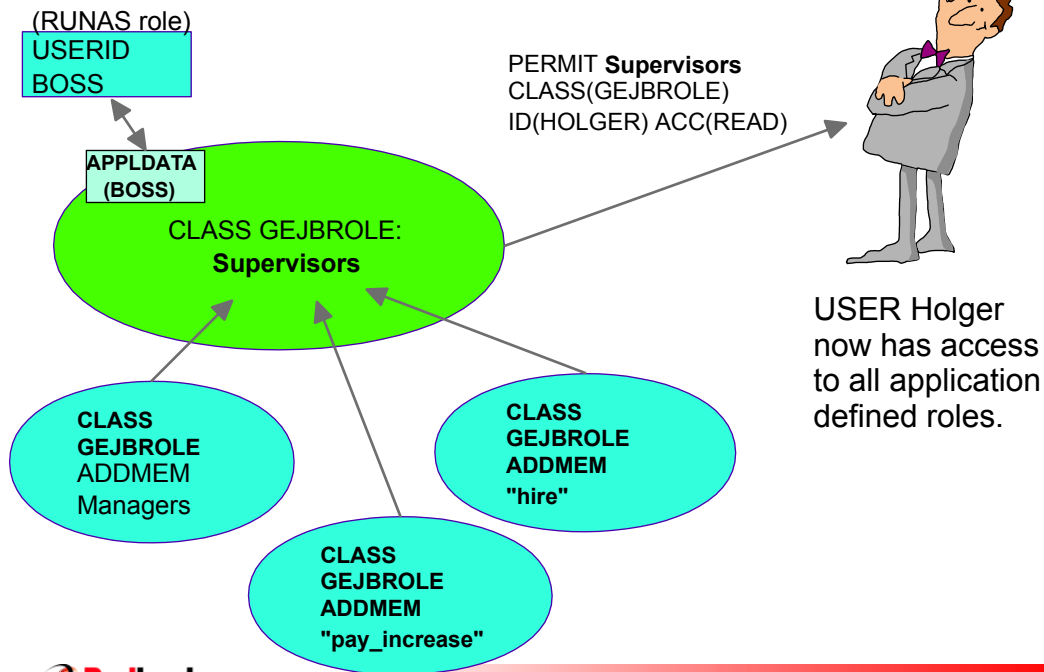 (RUNAS role)
USERID
BOSS
PERMIT Supervisors
CLASS(GEJBROLE)
ID(HOLGER) ACC(READ)
APPLDATA
(BOSS)
CLASS GEJBROLE:
Supervisors
USER Holger
now has access
to all application
defined roles.
CLASS
GEJBROLE
ADDMEM
Managers
CLASS
GEJBROLE
ADDMEM
"hire"
CLASS
GEJBROLE
ADDMEM
"pay_increase"